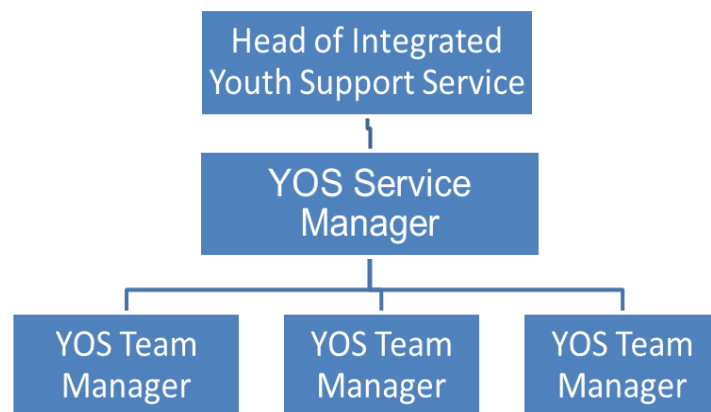 Head of Integrated
Youth Support Service
YOS Service
Manager
YOS Team
Manager
YOS Team
Manager
YOS Team
Manager